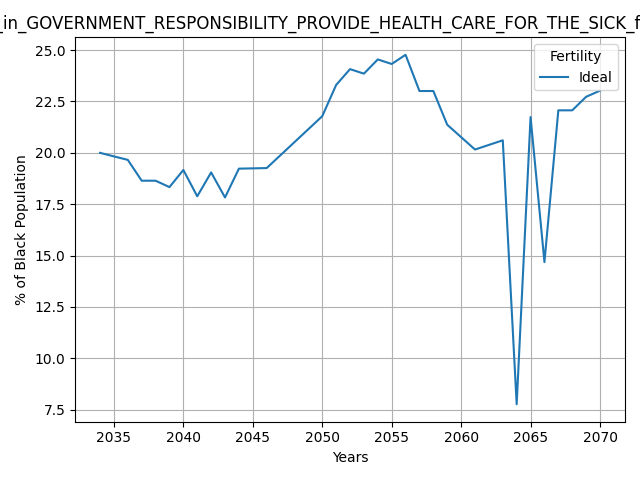 _in_GOVERNMENT_RESPONSIBILITY_PROVIDE_HEALTH_CARE_FOR_THE_SICK_f
Fertility
Ideal
25.0
22.5
20.0
17.5
15.0
12.5
10.0
7.5
% of Black Population
2035 2040 2045 2050 2055 2060 2065 2070
Years